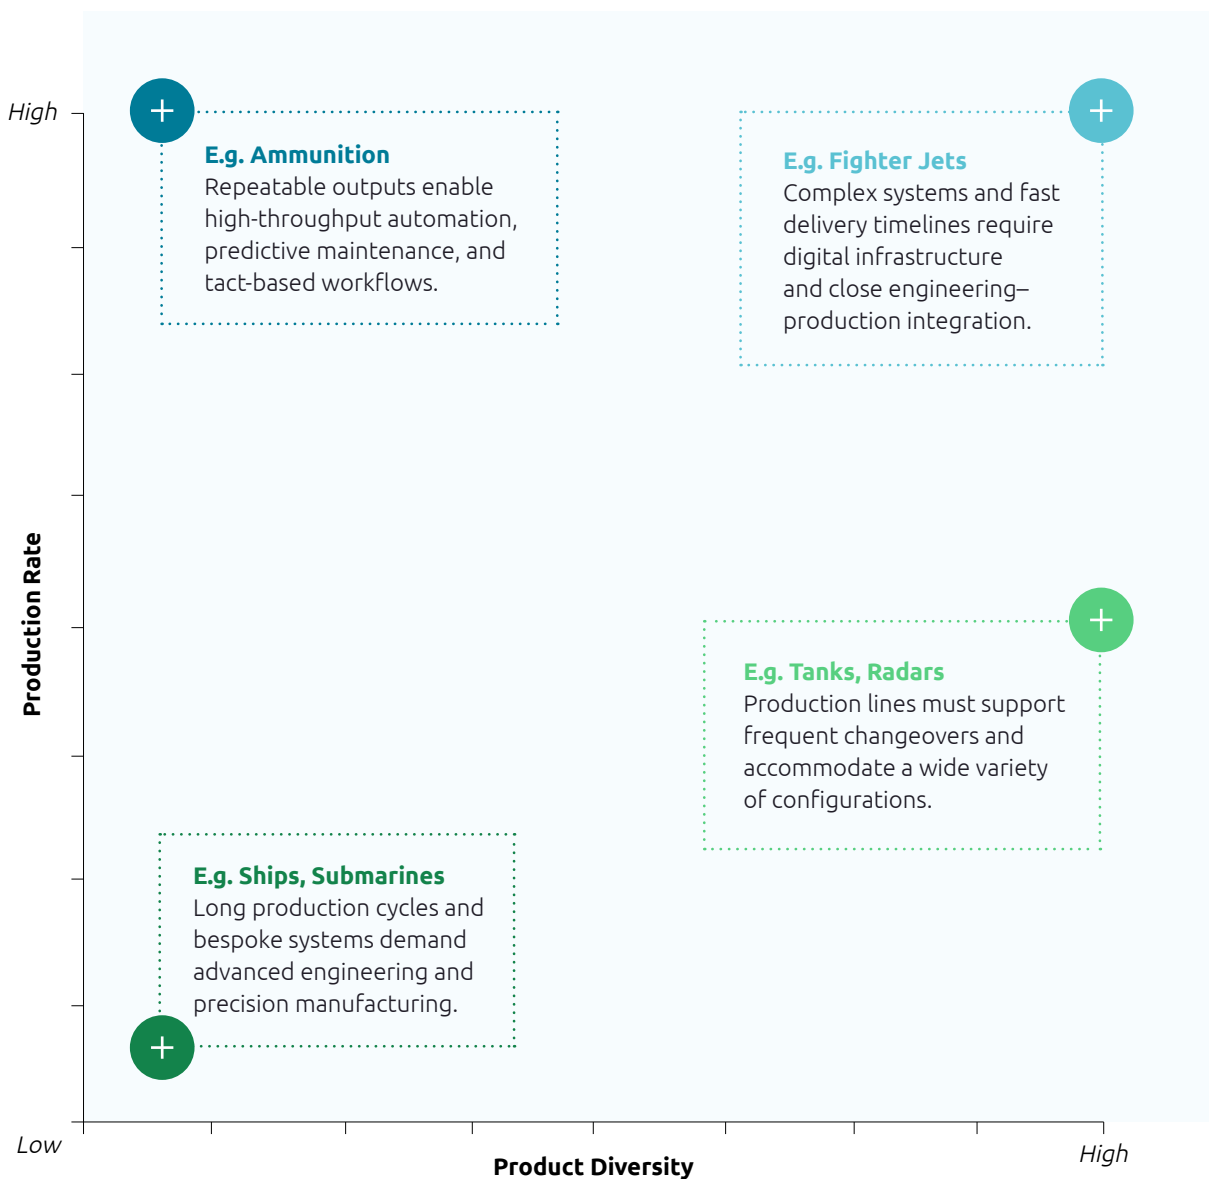 High
E.g. Ammunition
Repeatable outputs enable
high-throughput automation,
predictive maintenance, and
tact-based workflows.
E.g. Fighter Jets
Complex systems and fast
delivery timelines require
digital infrastructure
and close engineering–
production integration.
Production Rate
E.g. Tanks, Radars
Production lines must support
frequent changeovers and
accommodate a wide variety
of configurations.
E.g. Ships, Submarines
Long production cycles and
bespoke systems demand
advanced engineering and
precision manufacturing.
Low
Product Diversity
High